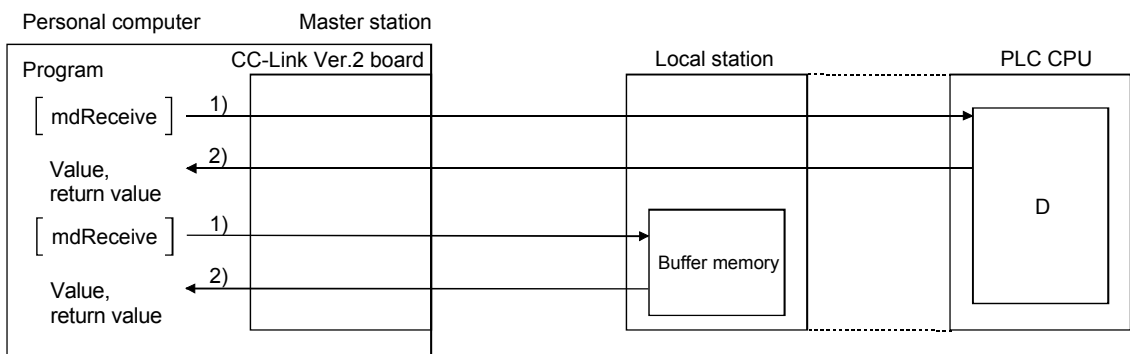 Personal computer
Master station
CC-Link Ver.2 board
Local station
PLC CPU
Program
[ mdReceive ]
1)
2)
Value,
return value
D
[ mdReceive ]
1)
Buffer memory
2)
Value,
return value